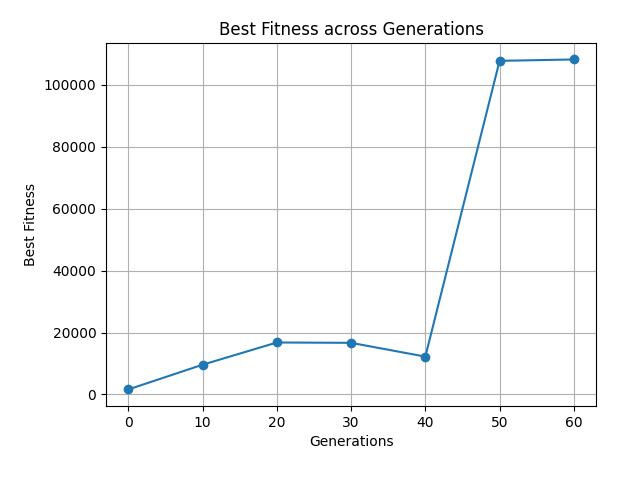 Best Fitness across Generations
100000
80000
60000
40000
20000
0
Best Fitness
0 10 20 30 40 50 60
Generations